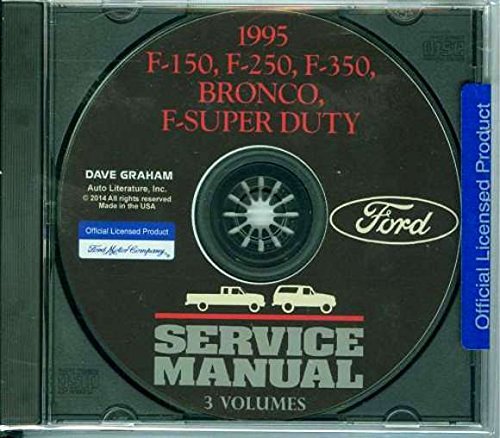 1995
F-150, F-250, F-350,
BRONCO,
F-SUPER DUTY
DAVE GRAHAM
Auto Literature, Inc.
© 2014 All rights reserved
Made in the USA
Official Licensed Product
Ford Motor Company
Ford
SERVICE
MANUAL
3 VOLUMES
Official Licensed Product